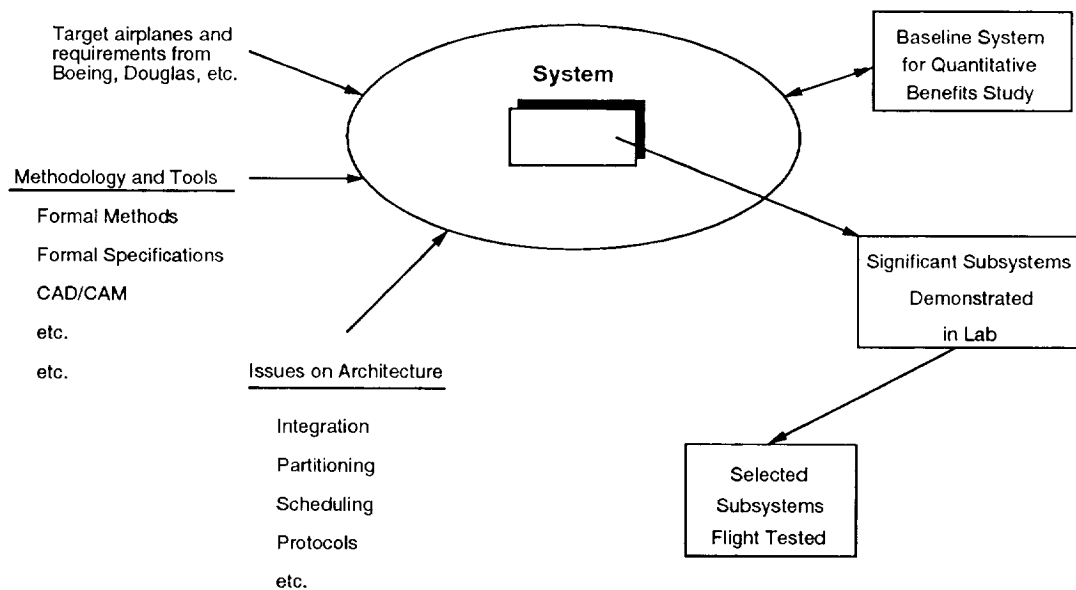 Target airplanes and
requirements from
Boeing, Douglas, etc.
System
Baseline System
for Quantitative
Benefits Study
Methodology and Tools
Formal Methods
Formal Specifications
CAD/CAM
etc.
etc.
Issues on Architecture
Integration
Partitioning
Scheduling
Protocols
etc.
Significant Subsystems
Demonstrated
in Lab
Selected
Subsystems
Flight Tested